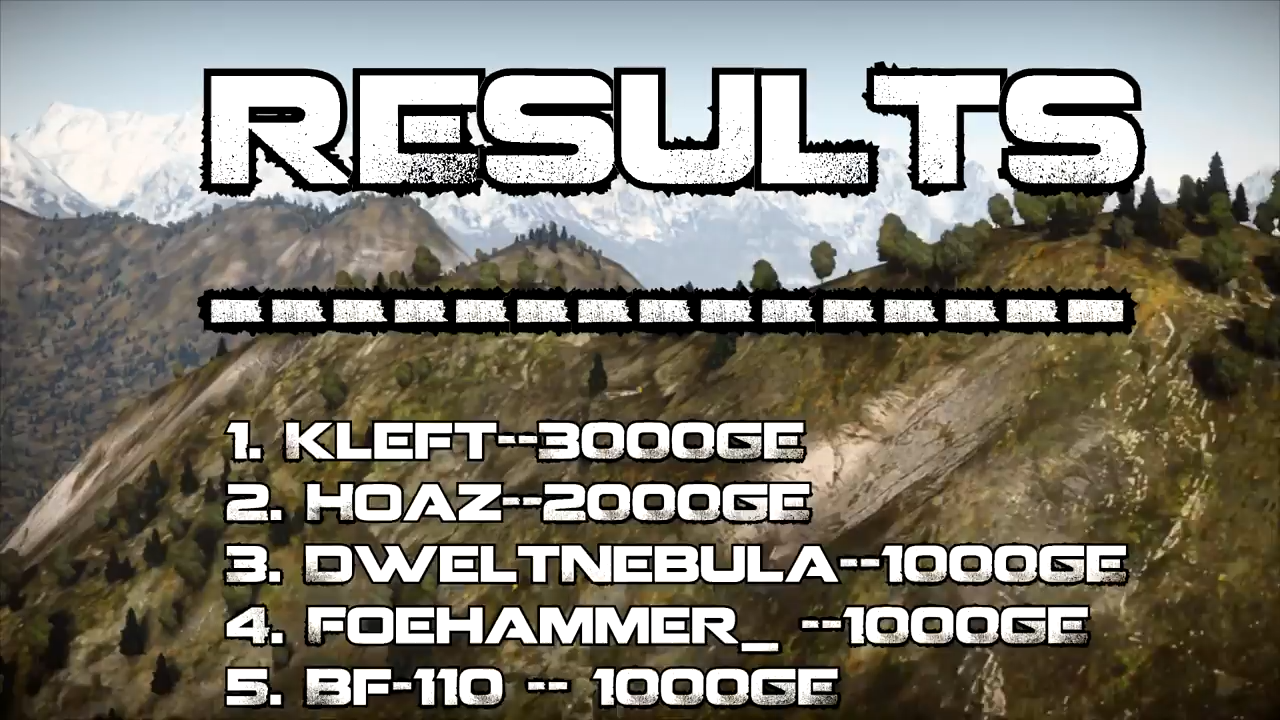 RESULTS
---------------
1. KLEFT--3000GE
2. HOAZ--2000GE
3. DWELTNEBULA--1000GE
4. FOEHAMMER_ --1000GE
5. BF-110 -- 1000GE